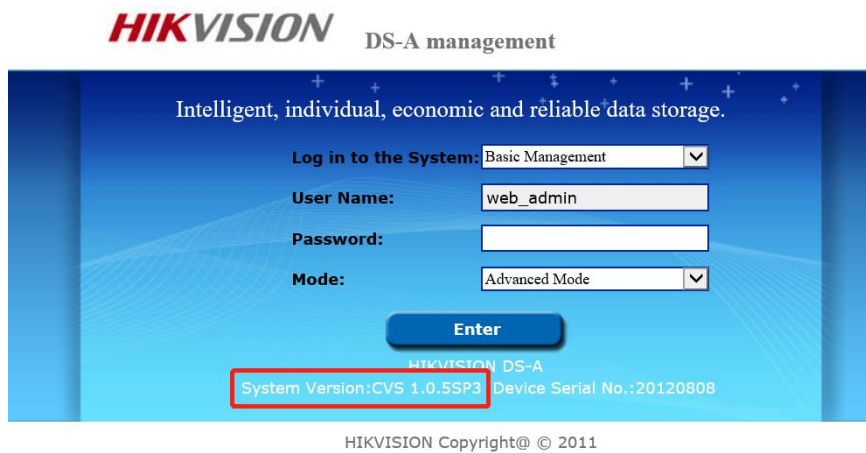 HIKVISION DS-A management
Intelligent, individual, economic and reliable data storage.
Log in to the System: Basic Management
User Name: web_admin
Password:
Mode: Advanced Mode
Enter
HIKVISION DS-A
System Version:CVS 1.0.5SP3 Device Serial No.:20120808
HIKVISION Copyright@ © 2011